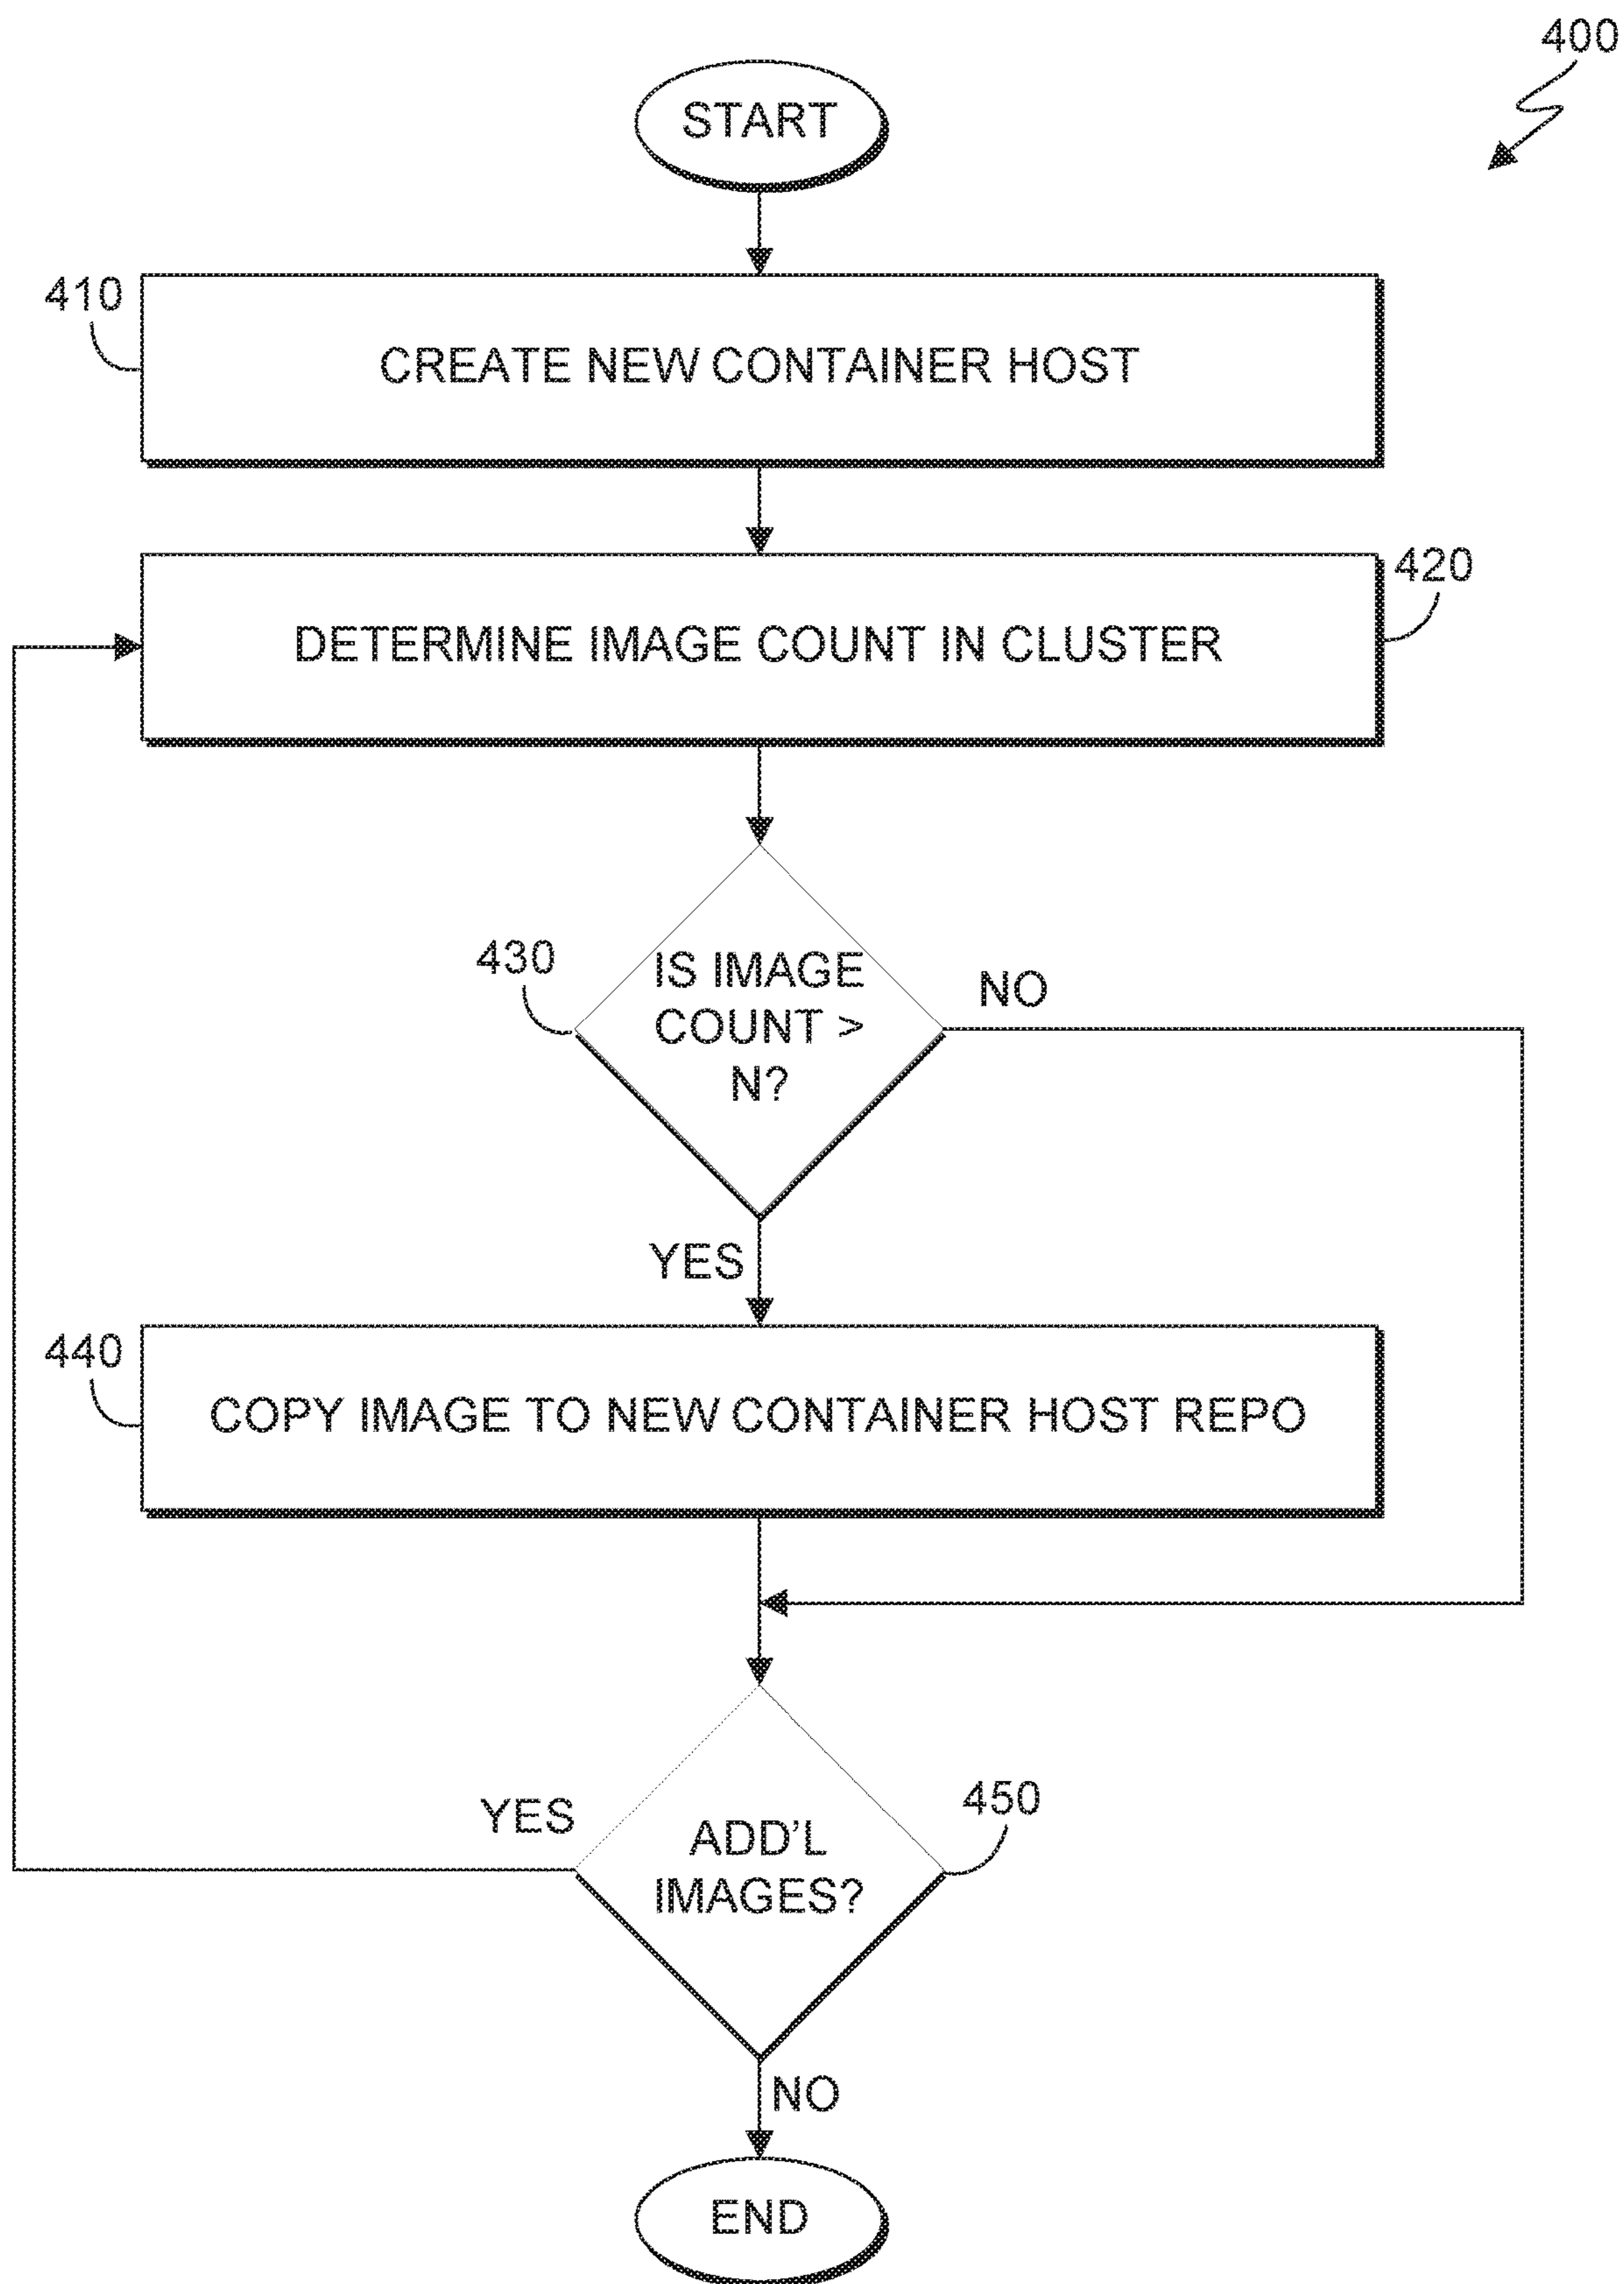 400
START
410
CREATE NEW CONTAINER HOST
420
DETERMINE IMAGE COUNT IN CLUSTER
430
IS IMAGE
COUNT >
N?
NO
YES
440
COPY IMAGE TO NEW CONTAINER HOST REPO
YES
450
ADD'L
IMAGES?
NO
END